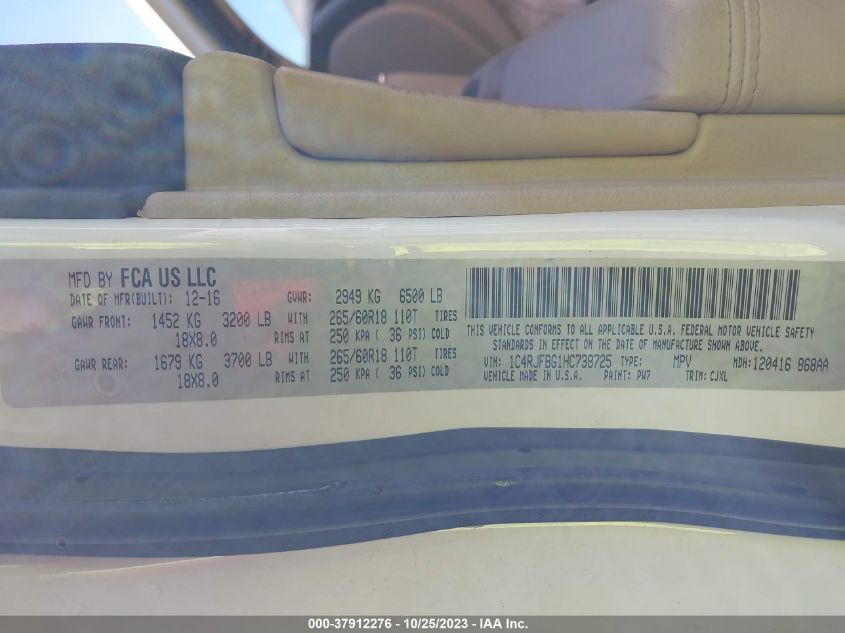 MFD BY FCA US LLC
DATE OF MFR(BUILT): 12-16 GVWR: 2949 KG 6500 LB
GAWR FRONT: 1452 KG 3200 LB WITH 265/60R18 110T TIRES
18X8.0 RIMS AT 250 KPA ( 36 PSI) COLD
GAWR REAR: 1679 KG 3700 LB WITH 265/60R18 110T TIRES
18X8.0 RIMS AT 250 KPA ( 36 PSI) COLD
THIS VEHICLE CONFORMS TO ALL APPLICABLE U.S.A. FEDERAL MOTOR VEHICLE SAFETY
STANDARDS IN EFFECT ON THE DATE OF MANUFACTURE SHOWN ABOVE.
VIN: 1C4RJFBG1HC738725 TYPE: MPV MDH:120416 868AA
VEHICLE MADE IN U.S.A. PAINT: PW7 TRIM: CJXL
000-37912276 - 10/25/2023 - IAA Inc.